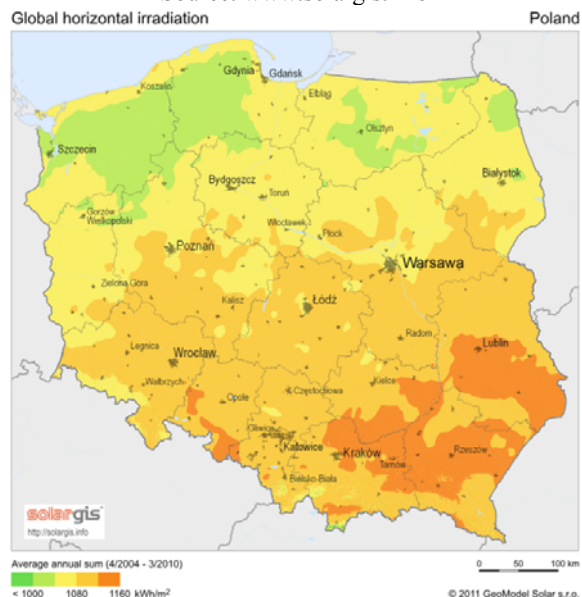 Global horizontal irradiation
Poland
Gdynia
Gdańsk
Koszalin
Elbląg
Olsztyn
Szczecin
Białystok
Bydgoszcz
Toruń
Gorzów
Wielkopolski
Włocławek
Płock
Poznań
Warsawa
Zielona Góra
Kalisz
Łódź
Radom
Lublin
Legnica
Wrocław
Wałbrzych
Opole
Częstochowa
Kielce
Gliwice
Katowice
Kraków
Tarnów
Rzeszów
Bielsko-Biała
solargis
http://solargis.info
Average annual sum (4/2004 - 3/2010)
0 50 100 km
< 1000 1080 1160 kWh/m²
© 2011 GeoModel Solar s.r.o.